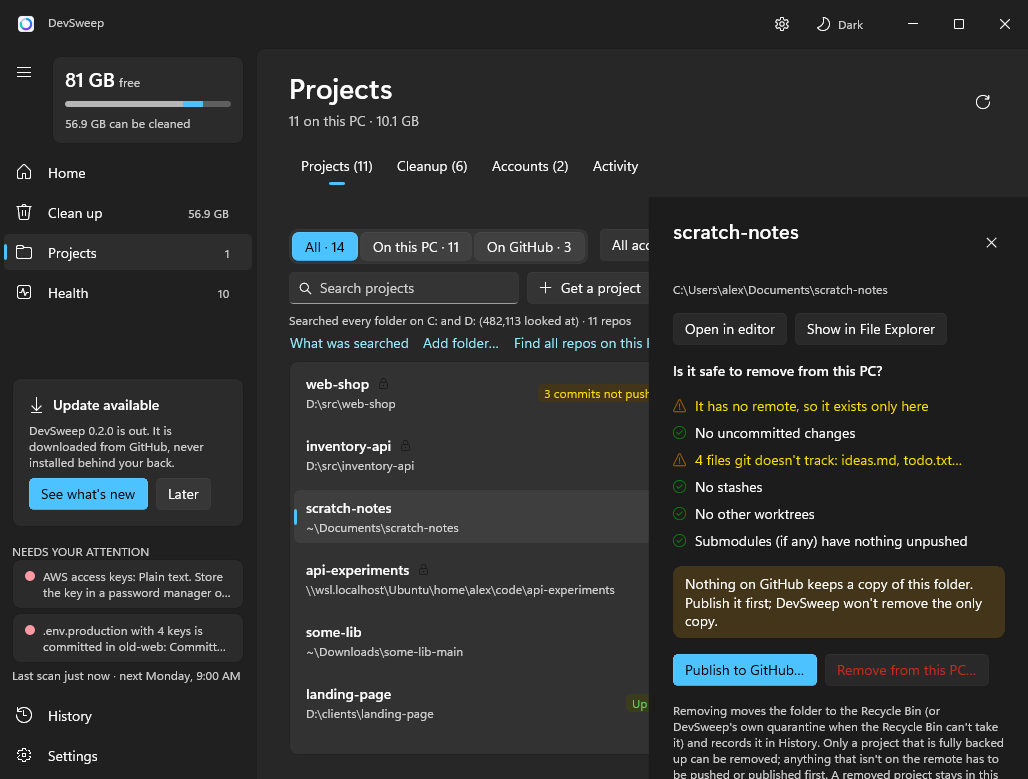 DevSweep
Dark
81 GB free
56.9 GB can be cleaned
Home
Clean up 56.9 GB
Projects 1
Health 10
Update available
DevSweep 0.2.0 is out. It is
downloaded from GitHub, never
installed behind your back.
See what's new Later
NEEDS YOUR ATTENTION
AWS access keys: Plain text. Store
the key in a password manager o...
.env.production with 4 keys is
committed in old-web: Committ...
Last scan just now · next Monday, 9:00 AM
History
Settings
Projects
11 on this PC · 10.1 GB
Projects (11) Cleanup (6) Accounts (2) Activity
All · 14 On this PC · 11 On GitHub · 3 All
Search projects Get a project
Searched every folder on C: and D: (482,113 looked at) · 11 repos
What was searched Add folder... Find all repos on this
web-shop
D:\src\web-shop
3 commits not push
inventory-api
D:\src\inventory-api
scratch-notes
~\Documents\scratch-notes
api-experiments
\\wsl.localhost\Ubuntu\home\alex\code\api-experiments
some-lib
~\Downloads\some-lib-main
landing-page
D:\clients\landing-page
Up
scratch-notes
C:\Users\alex\Documents\scratch-notes
Open in editor Show in File Explorer
Is it safe to remove from this PC?
It has no remote, so it exists only here
No uncommitted changes
4 files git doesn't track: ideas.md, todo.txt...
No stashes
No other worktrees
Submodules (if any) have nothing unpushed
Nothing on GitHub keeps a copy of this folder.
Publish it first; DevSweep won't remove the only
copy.
Publish to GitHub... Remove from this PC...
Removing moves the folder to the Recycle Bin (or
DevSweep's own quarantine when the Recycle Bin can't take
it) and records it in History. Only a project that is fully backed
up can be removed; anything that isn't on the remote has to
be pushed or published first. A removed project stays in this